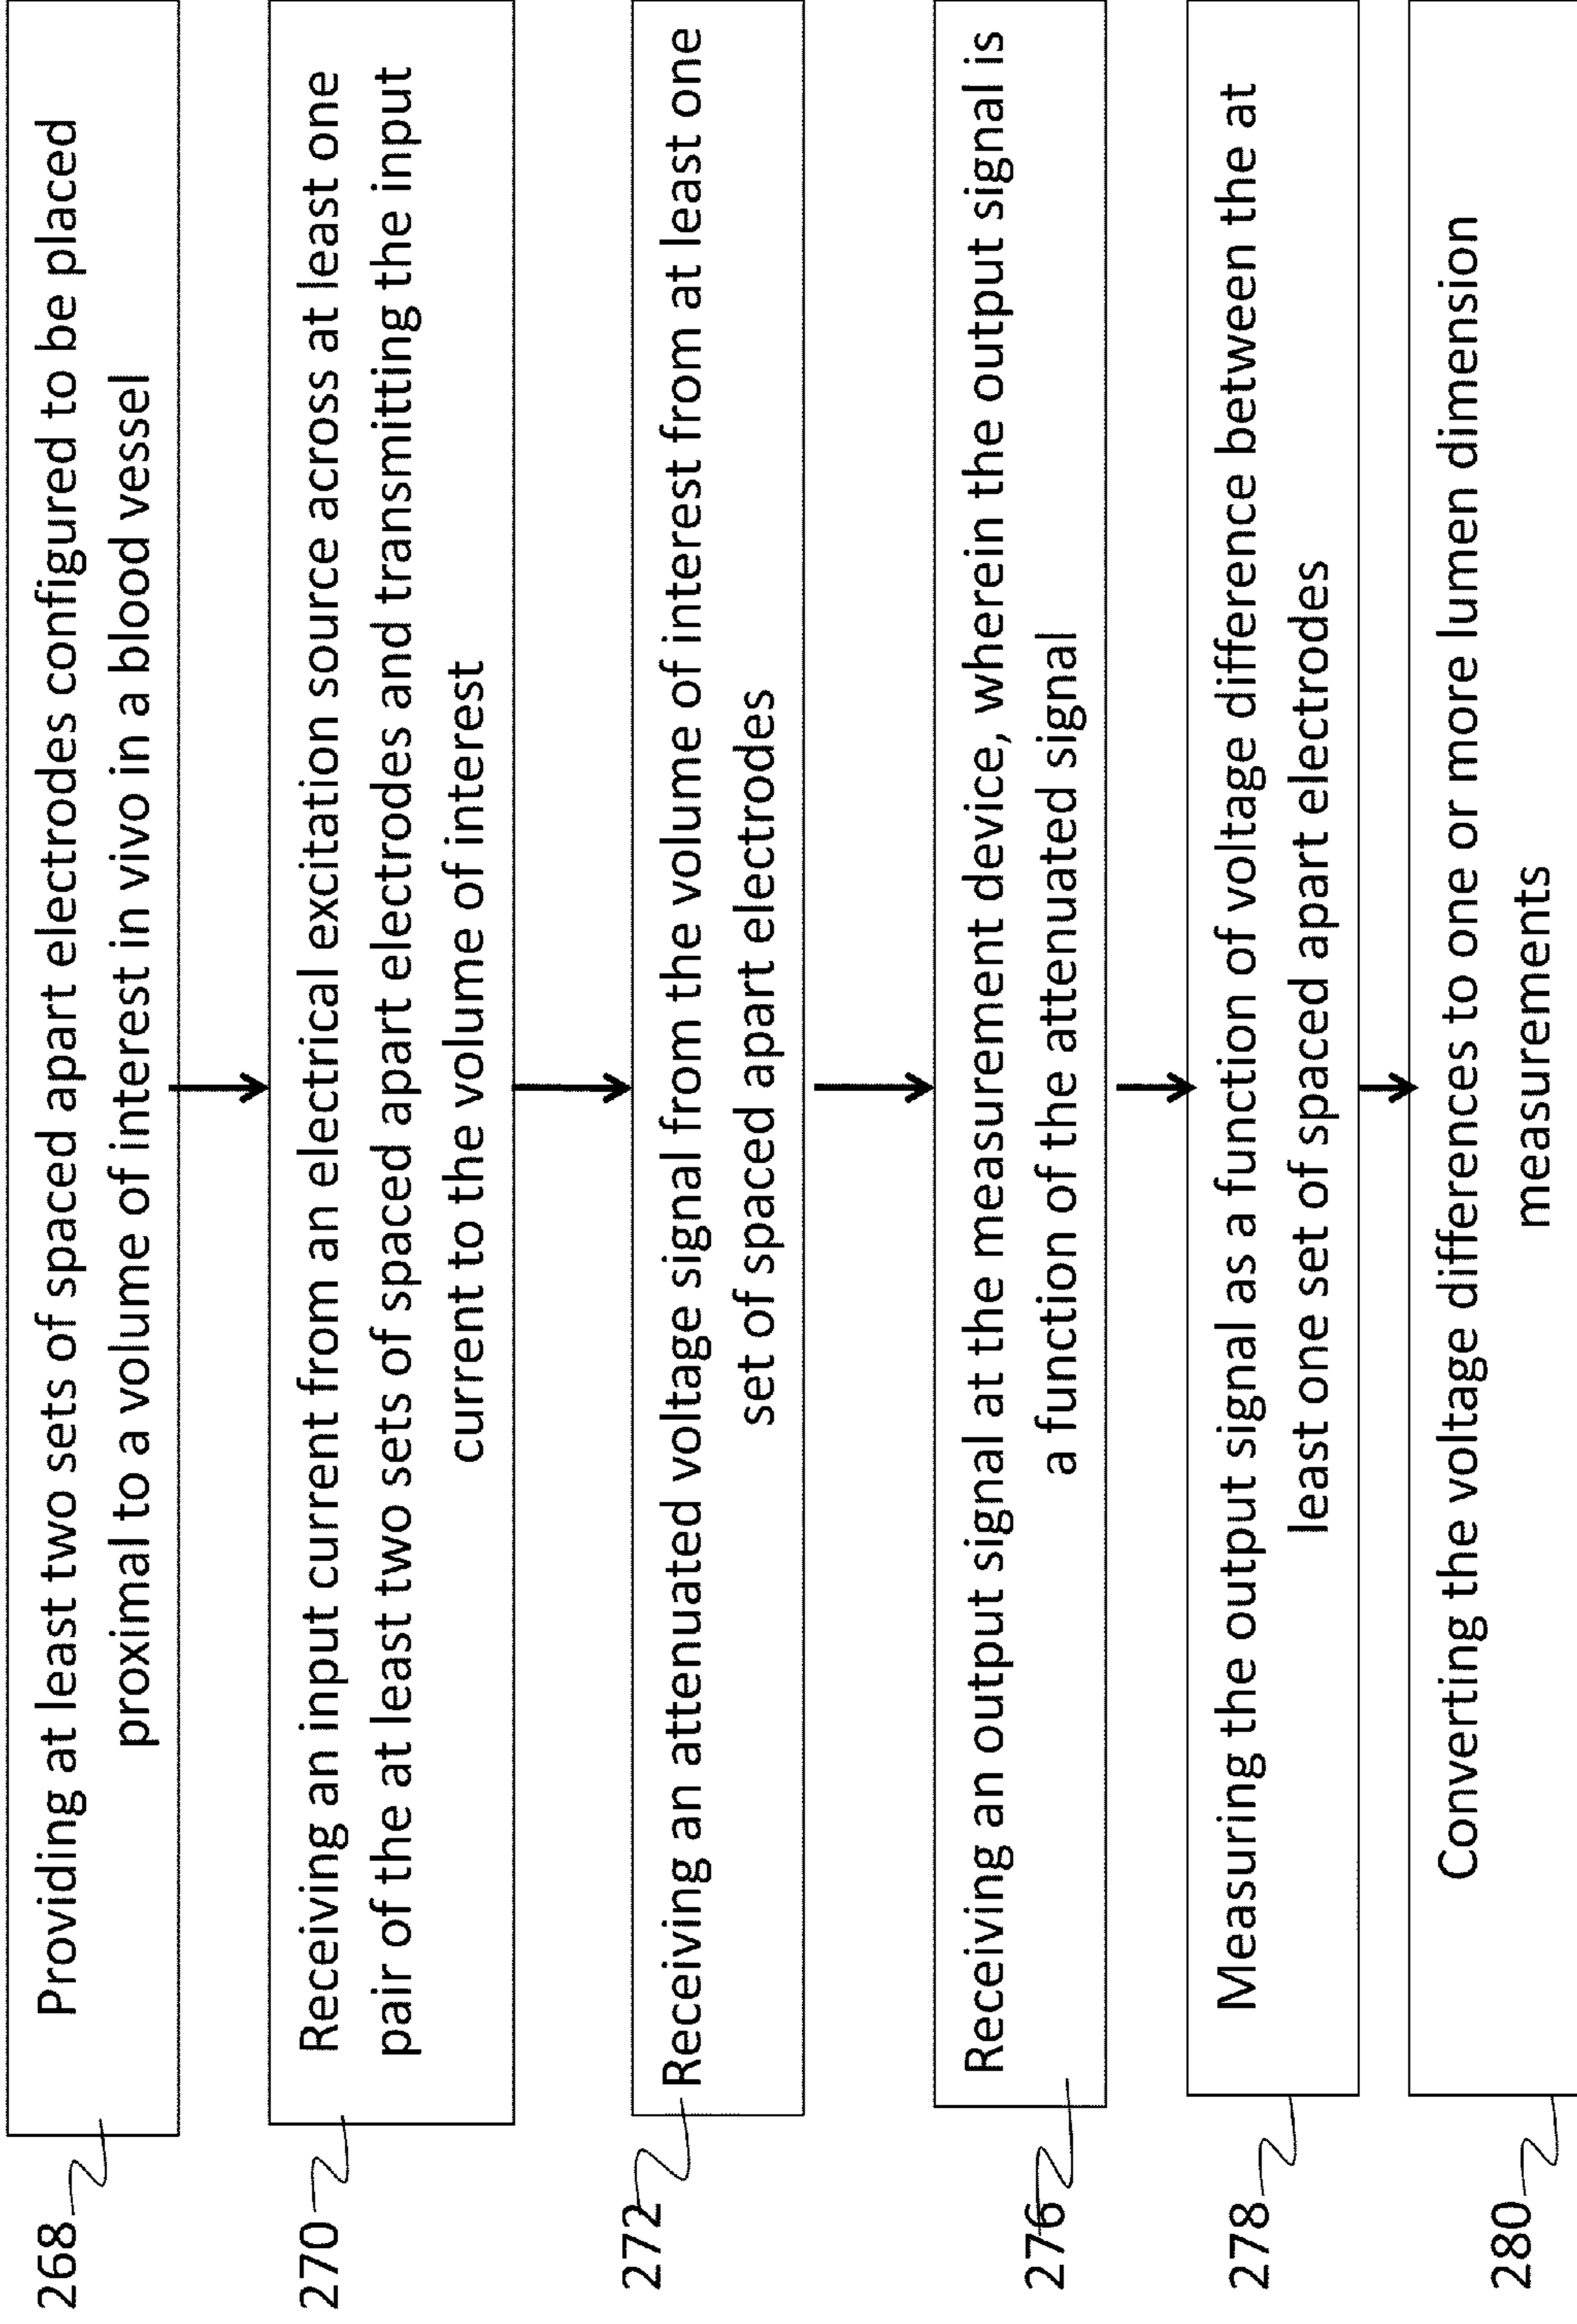 268
Providing at least two sets of spaced apart electrodes configured to be placed
proximal to a volume of interest in vivo in a blood vessel
270
Receiving an input current from an electrical excitation source across at least one
pair of the at least two sets of spaced apart electrodes and transmitting the input
current to the volume of interest
272
Receiving an attenuated voltage signal from the volume of interest from at least one
set of spaced apart electrodes
276
Receiving an output signal at the measurement device, wherein the output signal is
a function of the attenuated signal
278
Measuring the output signal as a function of voltage difference between the at
least one set of spaced apart electrodes
280
Converting the voltage differences to one or more lumen dimension
measurements